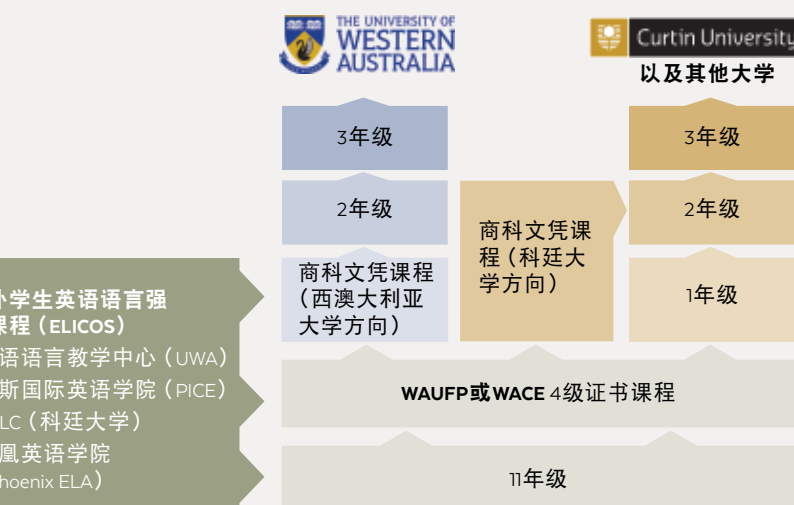 THE UNIVERSITY OF
WESTERN
AUSTRALIA
Curtin University
以及其他大学
3年级
3年级
2年级
2年级
商科文凭课
程（科廷大
学方向）
商科文凭课程
（西澳大利亚
大学方向）
1年级
学生英语语言强
课程（ELICOS）
语语言教学中心（UWA）
斯国际英语学院（PICE）
LC（科廷大学）
凰英语学院
hoenix ELA）
WAUFP或WACE 4级证书课程
11年级